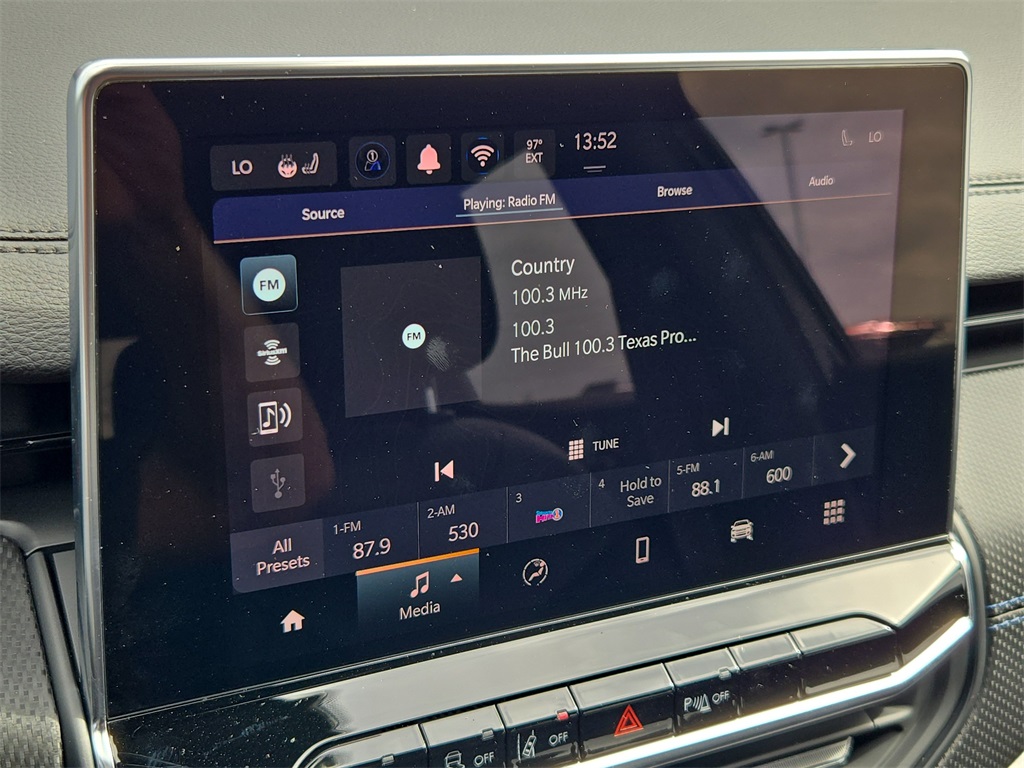 LO
1
97°
EXT
13:52
LO
Source
Playing: Radio FM
Browse
Audio
FM
SiriusXM
FM
Country
100.3 MHz
100.3
The Bull 100.3 Texas Pro...
TUNE
All
Presets
1-FM
87.9
2-AM
530
3
4
Hold to
Save
5-FM
88.1
6-AM
600
Media
OFF
OFF
OFF